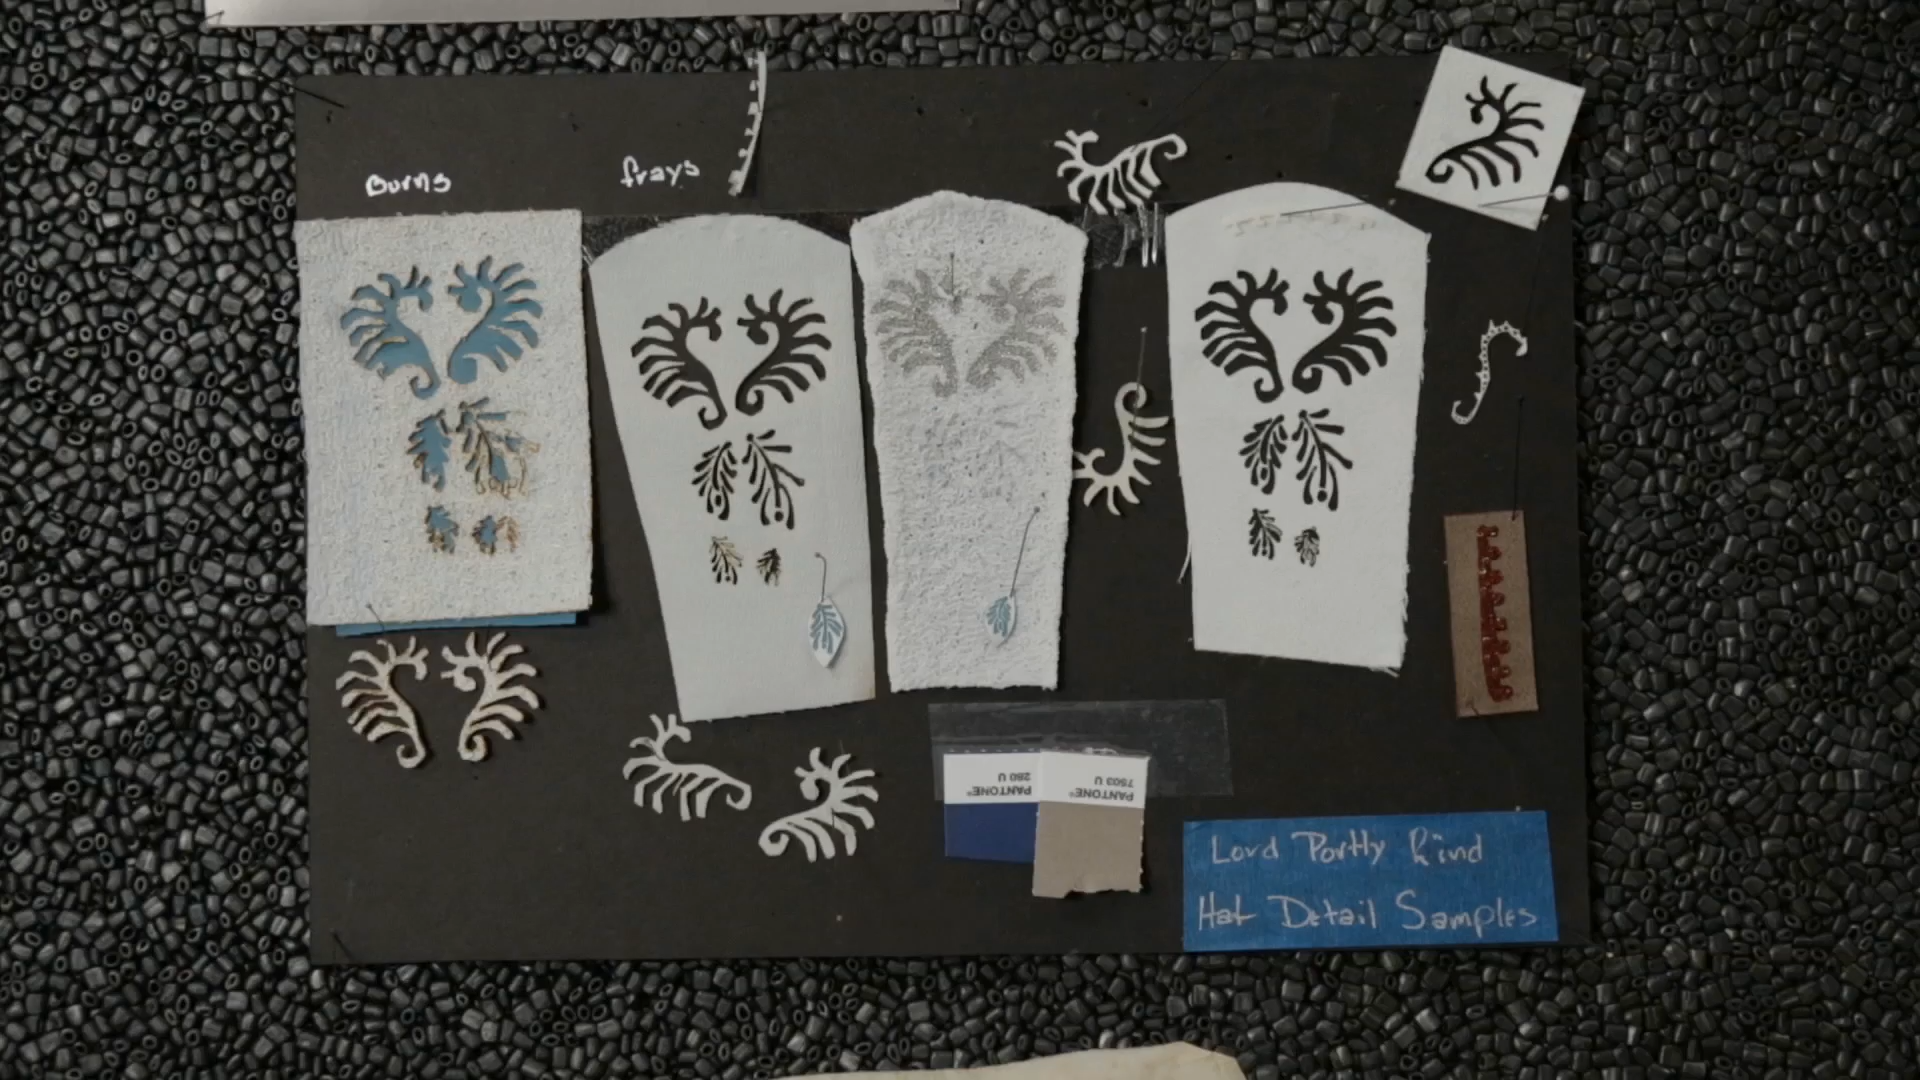 Burns
frays
PANTONE®
280 U
PANTONE®
7503 U
Lord Portly Rind
Hat Detail Samples